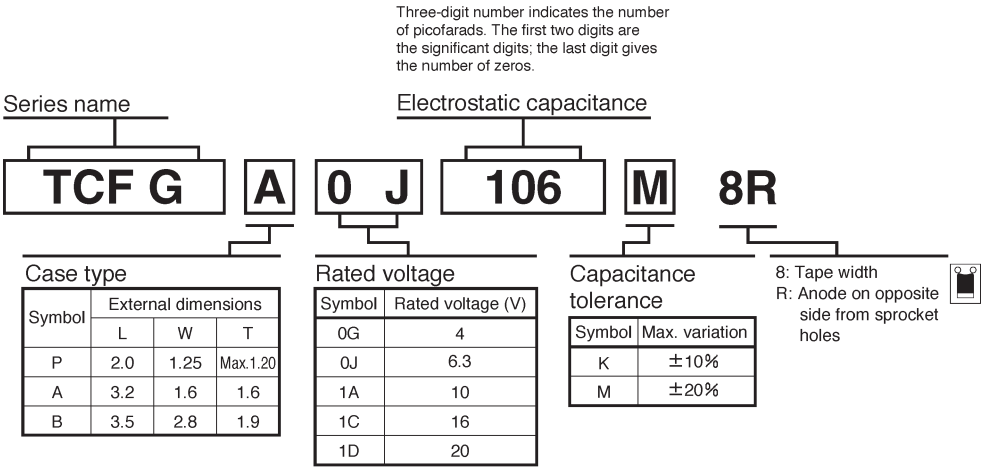 Three-digit number indicates the number
of picofarads. The first two digits are
the significant digits; the last digit gives
the number of zeros.
Series name
Electrostatic capacitance
TCF G A 0 J 106 M 8R
Case type
Symbol External dimensions
L W T
P 2.0 1.25 Max.1.20
A 3.2 1.6 1.6
B 3.5 2.8 1.9
Rated voltage
Symbol Rated voltage (V)
0G 4
0J 6.3
1A 10
1C 16
1D 20
Capacitance
tolerance
Symbol Max. variation
K ±10%
M ±20%
8: Tape width
R: Anode on opposite
side from sprocket
holes